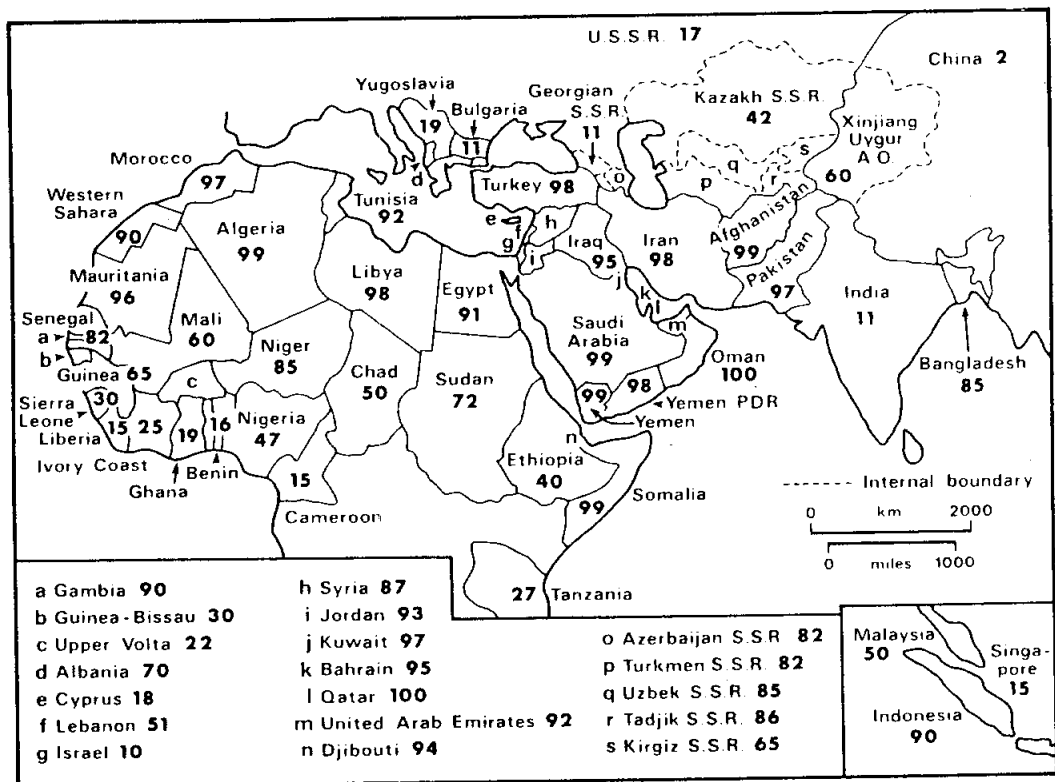 U.S.S.R. 17
China 2
Yugoslavia
19
Bulgaria
11
Georgian
S.S.R.
11
Kazakh S.S.R.
42
Xinjiang
Uygur
A.O.
60
Morocco
97
Western
Sahara
90
Algeria
99
Tunisia
92
d
Turkey 98
o
p
q
r
s
e
f
g
h
i
Iraq
95
j
k
l
m
Iran
98
Afghanistan
99
Pakistan
97
India
11
Bangladesh
85
Mauritania
96
Libya
98
Egypt
91
Saudi
Arabia
99
Oman
100
98
Yemen PDR
99
Yemen
Senegal
a 82
b
Mali
60
Niger
85
Chad
50
Sudan
72
Guinea 65
c
30
Sierra
Leone
Liberia
15
25
19
16
Nigeria
47
Ivory Coast
Ghana
Benin
15
Cameroon
n
Ethiopia
40
Somalia
99
27 Tanzania
Internal boundary
0 km 2000
0 miles 1000
a Gambia 90
b Guinea-Bissau 30
c Upper Volta 22
d Albania 70
e Cyprus 18
f Lebanon 51
g Israel 10
h Syria 87
i Jordan 93
j Kuwait 97
k Bahrain 95
l Qatar 100
m United Arab Emirates 92
n Djibouti 94
o Azerbaijan S.S.R 82
p Turkmen S.S.R. 82
q Uzbek S.S.R. 85
r Tadjik S.S.R. 86
s Kirgiz S.S.R. 65
Malaysia
50
Singa-
pore
15
Indonesia
90